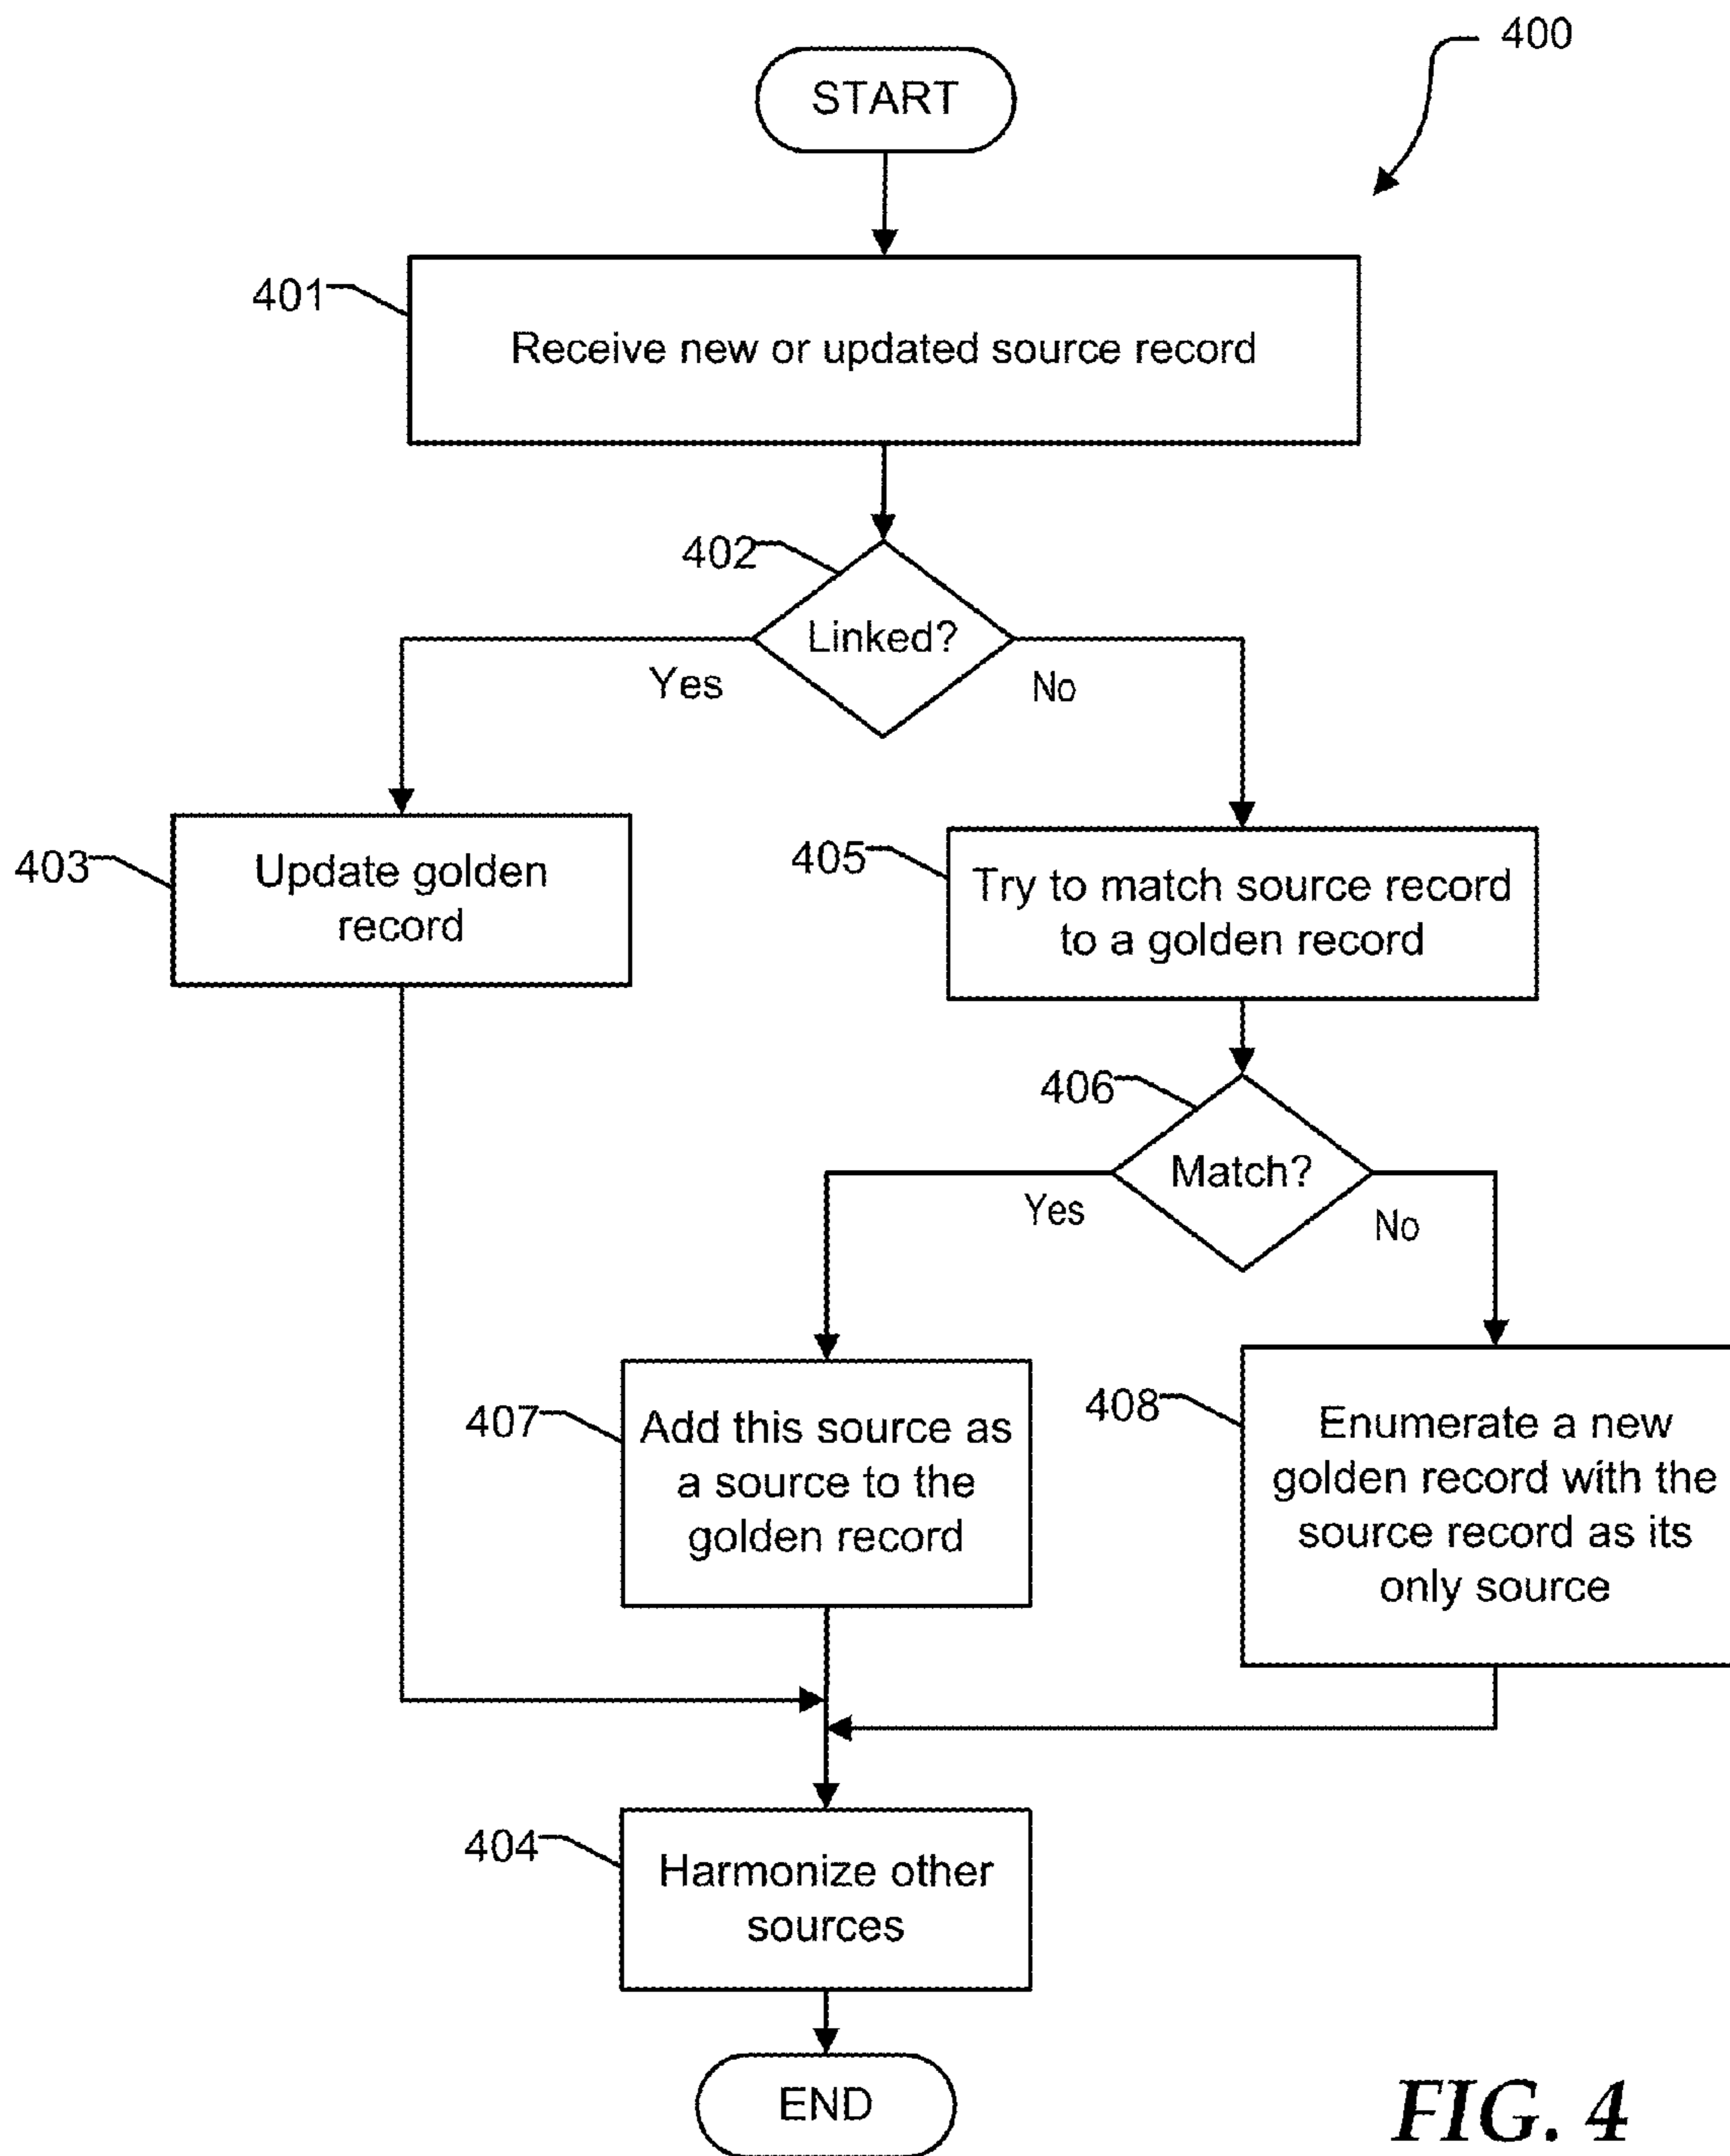 400
START
401
Receive new or updated source record
402
Linked?
Yes
No
403
Update golden
record
405
Try to match source record
to a golden record
406
Match?
Yes
No
407
Add this source as
a source to the
golden record
408
Enumerate a new
golden record with the
source record as its
only source
404
Harmonize other
sources
END
FIG. 4